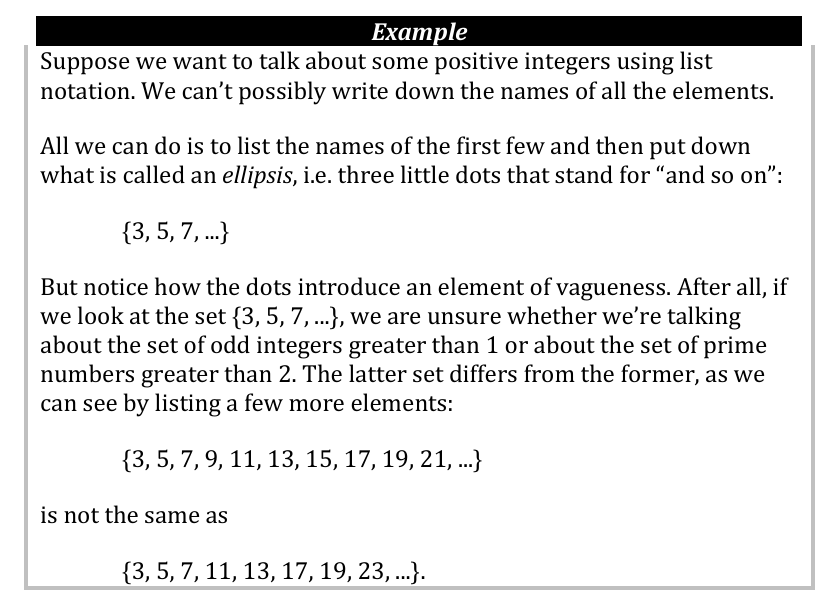 Example
Suppose we want to talk about some positive integers using list
notation. We can’t possibly write down the names of all the elements.
All we can do is to list the names of the first few and then put down
what is called an ellipsis, i.e. three little dots that stand for “and so on”:
{3, 5, 7, ...}
But notice how the dots introduce an element of vagueness. After all, if
we look at the set {3, 5, 7, ...}, we are unsure whether we’re talking
about the set of odd integers greater than 1 or about the set of prime
numbers greater than 2. The latter set differs from the former, as we
can see by listing a few more elements:
{3, 5, 7, 9, 11, 13, 15, 17, 19, 21, ...}
is not the same as
{3, 5, 7, 11, 13, 17, 19, 23, ...}.